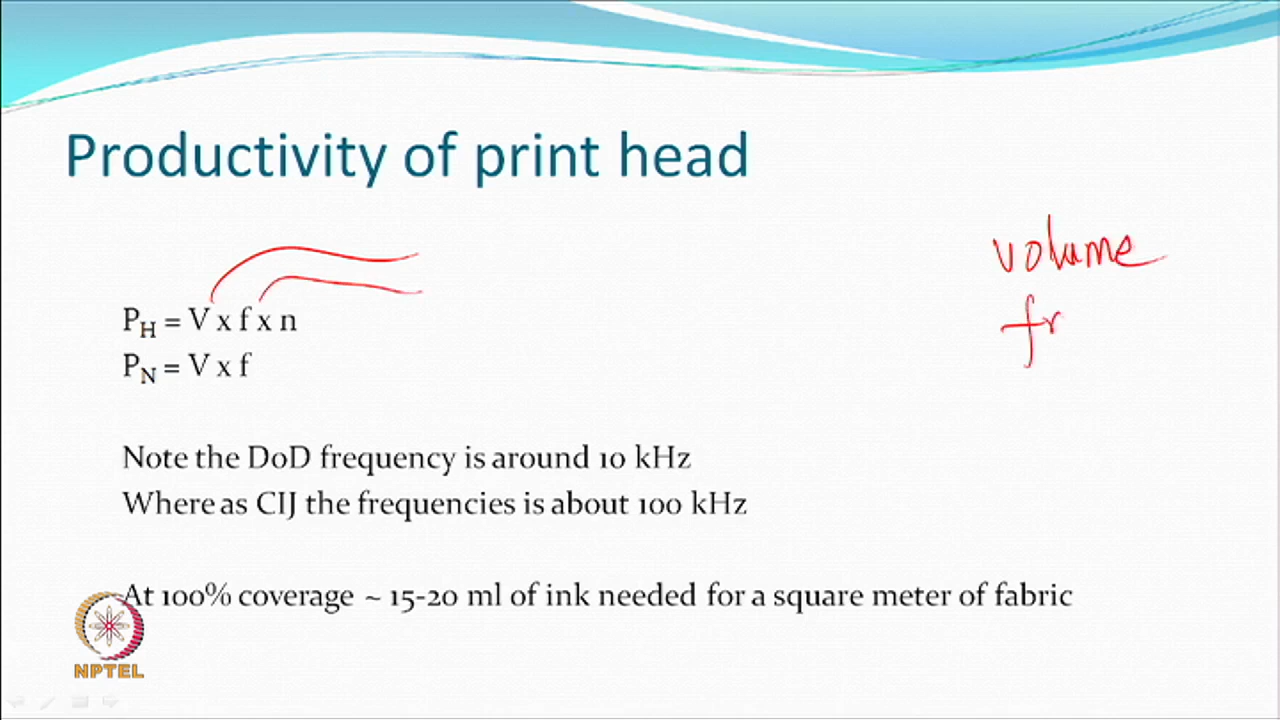 Productivity of print head
volume
fr
P_H = V x f x n
P_N = V x f
Note the DoD frequency is around 10 kHz
Where as CIJ the frequencies is about 100 kHz
At 100% coverage ~ 15-20 ml of ink needed for a square meter of fabric
NPTEL